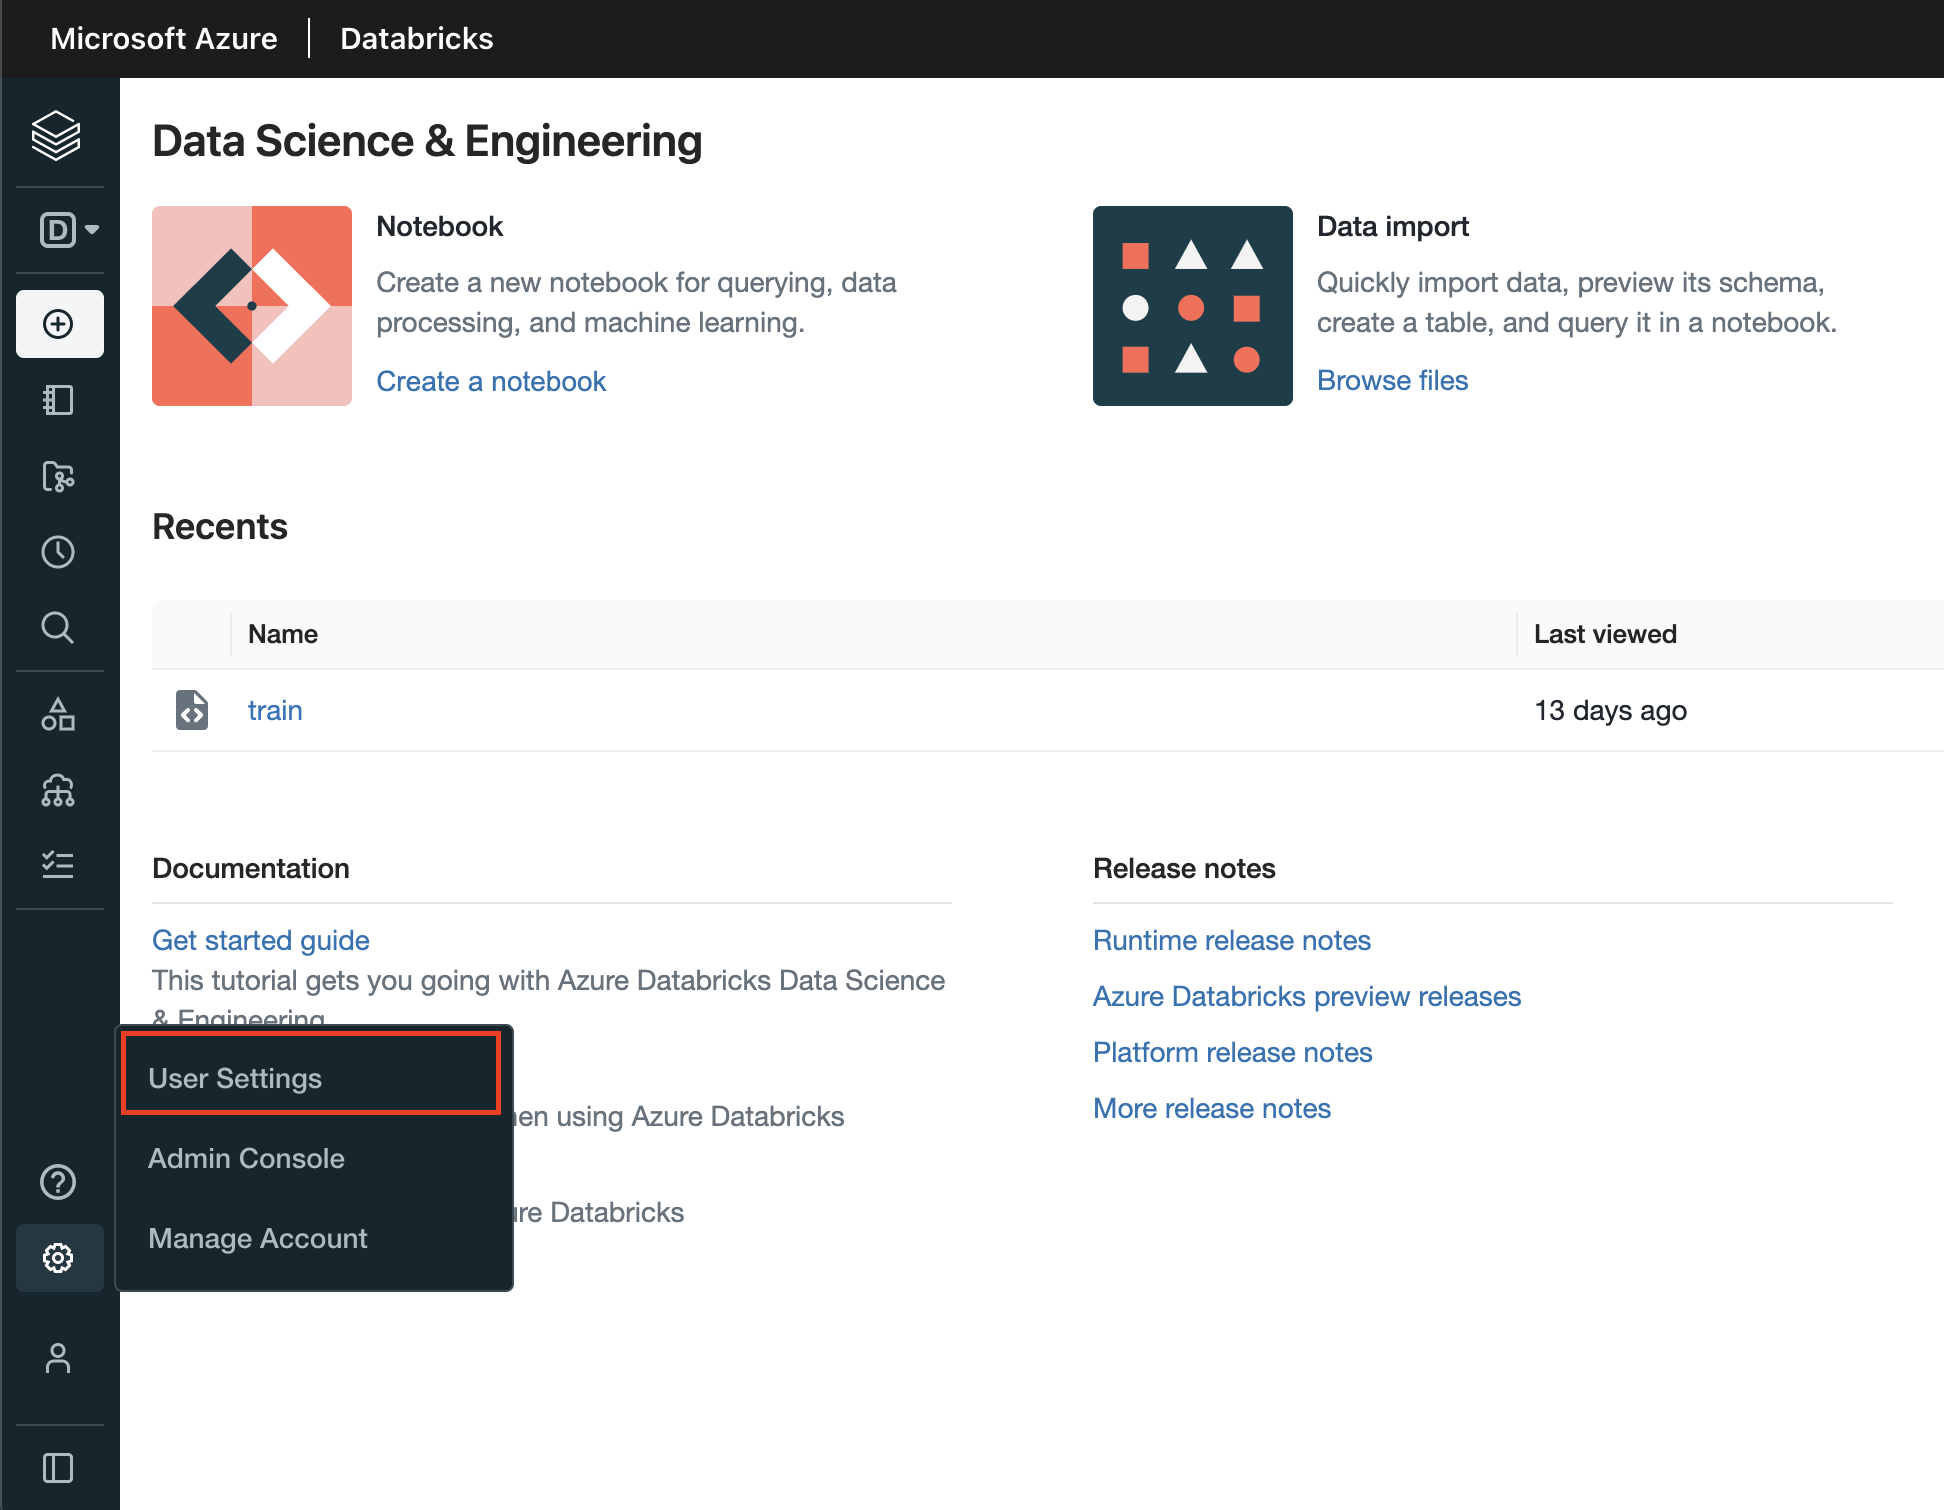 Microsoft Azure | Databricks
Data Science & Engineering
D
Notebook
Create a new notebook for querying, data
processing, and machine learning.
Create a notebook
Data import
Quickly import data, preview its schema,
create a table, and query it in a notebook.
Browse files
Recents
Name
Last viewed
train
13 days ago
Documentation
Get started guide
This tutorial gets you going with Azure Databricks Data Science
& Engineering
using Azure Databricks
Databricks
Release notes
Runtime release notes
Azure Databricks preview releases
Platform release notes
More release notes
User Settings
Admin Console
Manage Account